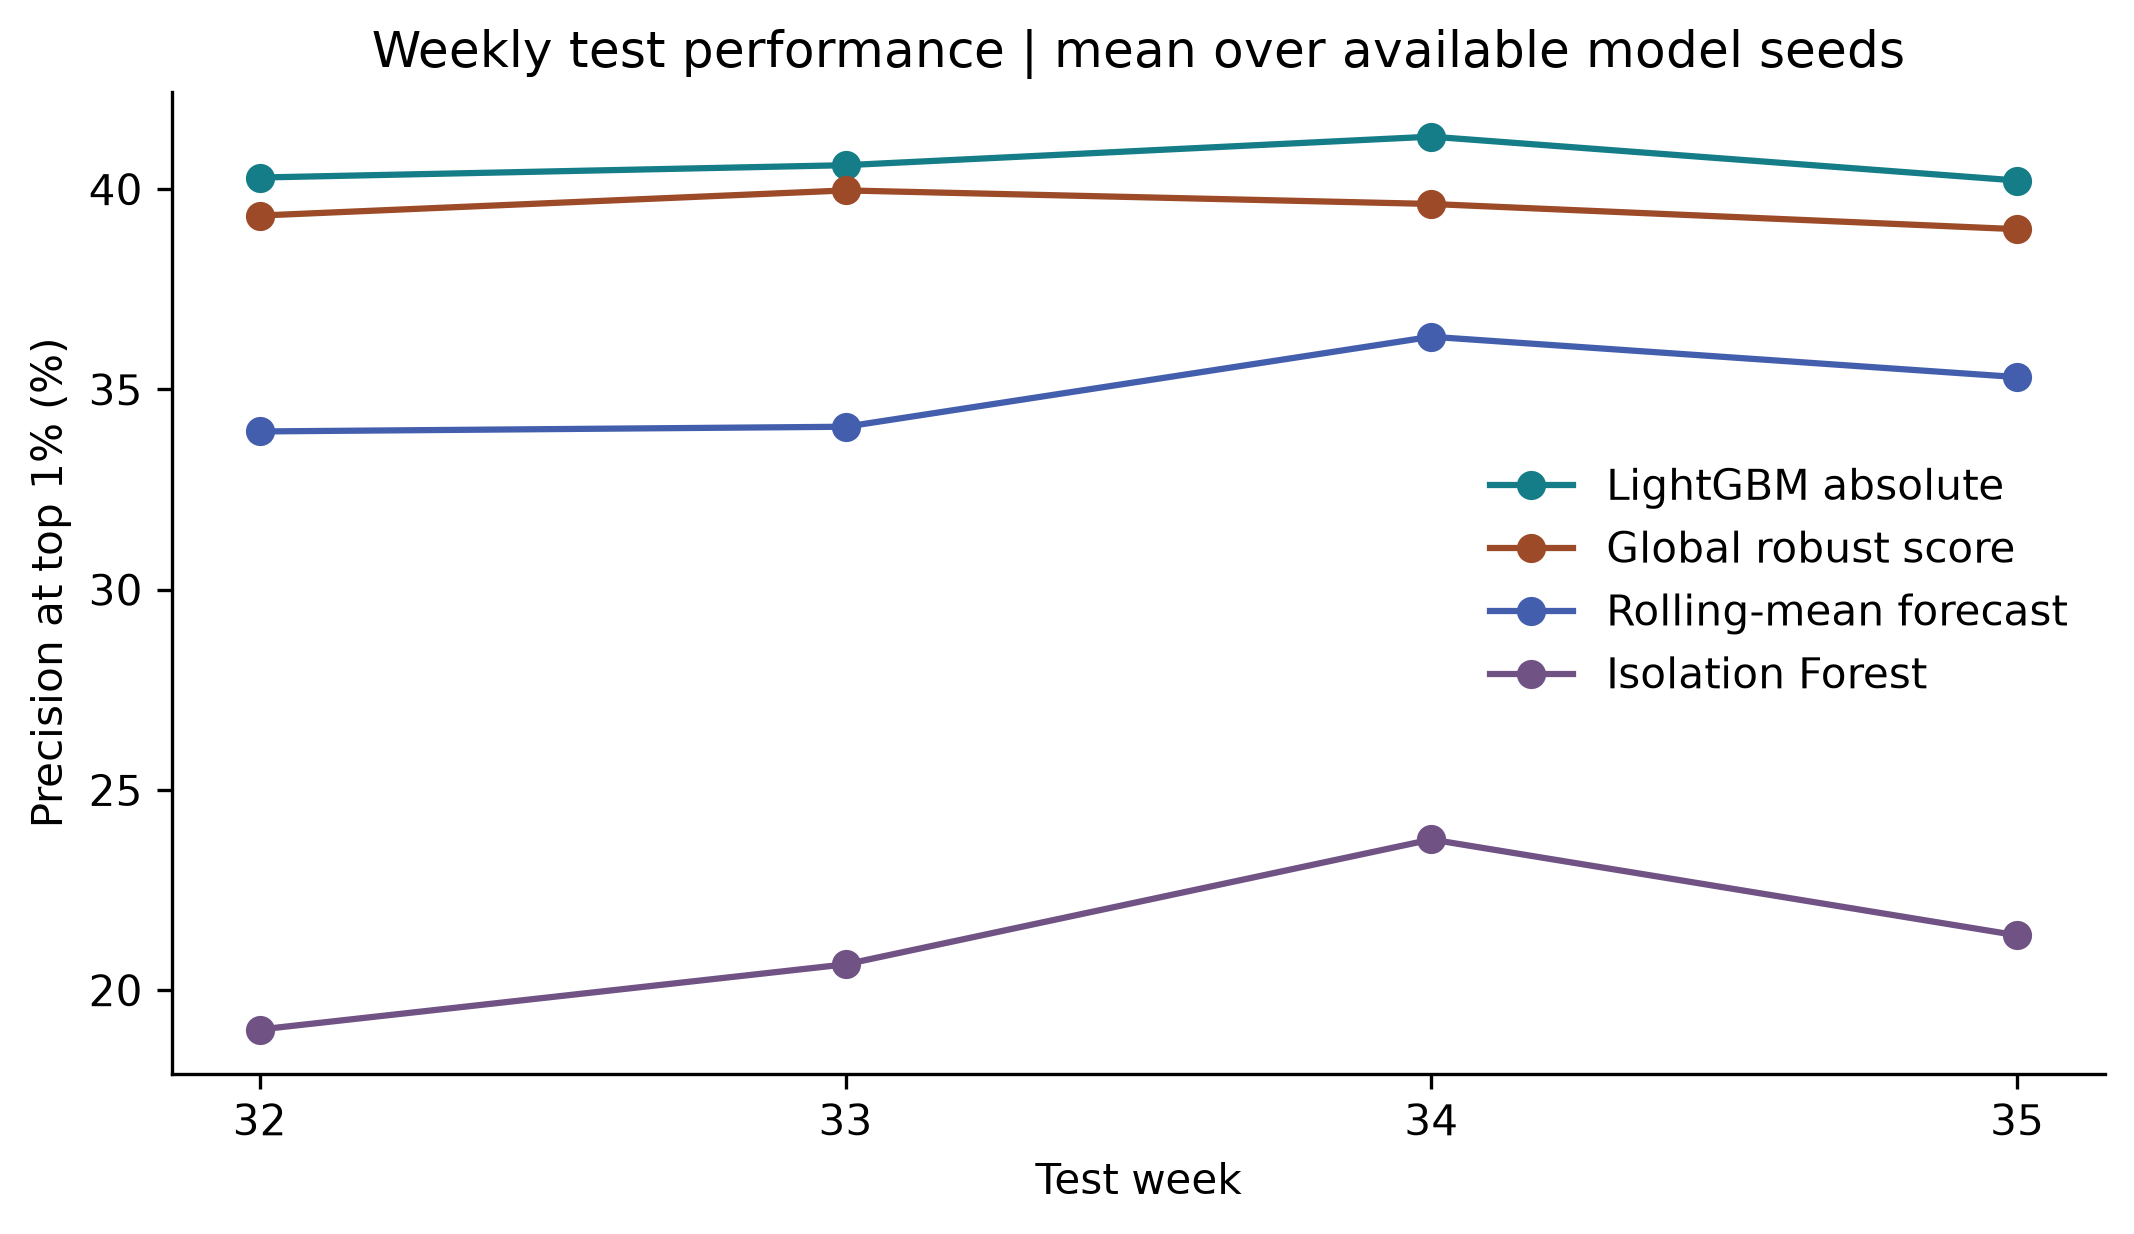 Weekly test performance | mean over available model seeds
Precision at top 1% (%)
40
35
30
25
20
LightGBM absolute
Global robust score
Rolling-mean forecast
Isolation Forest
32 33 34 35
Test week